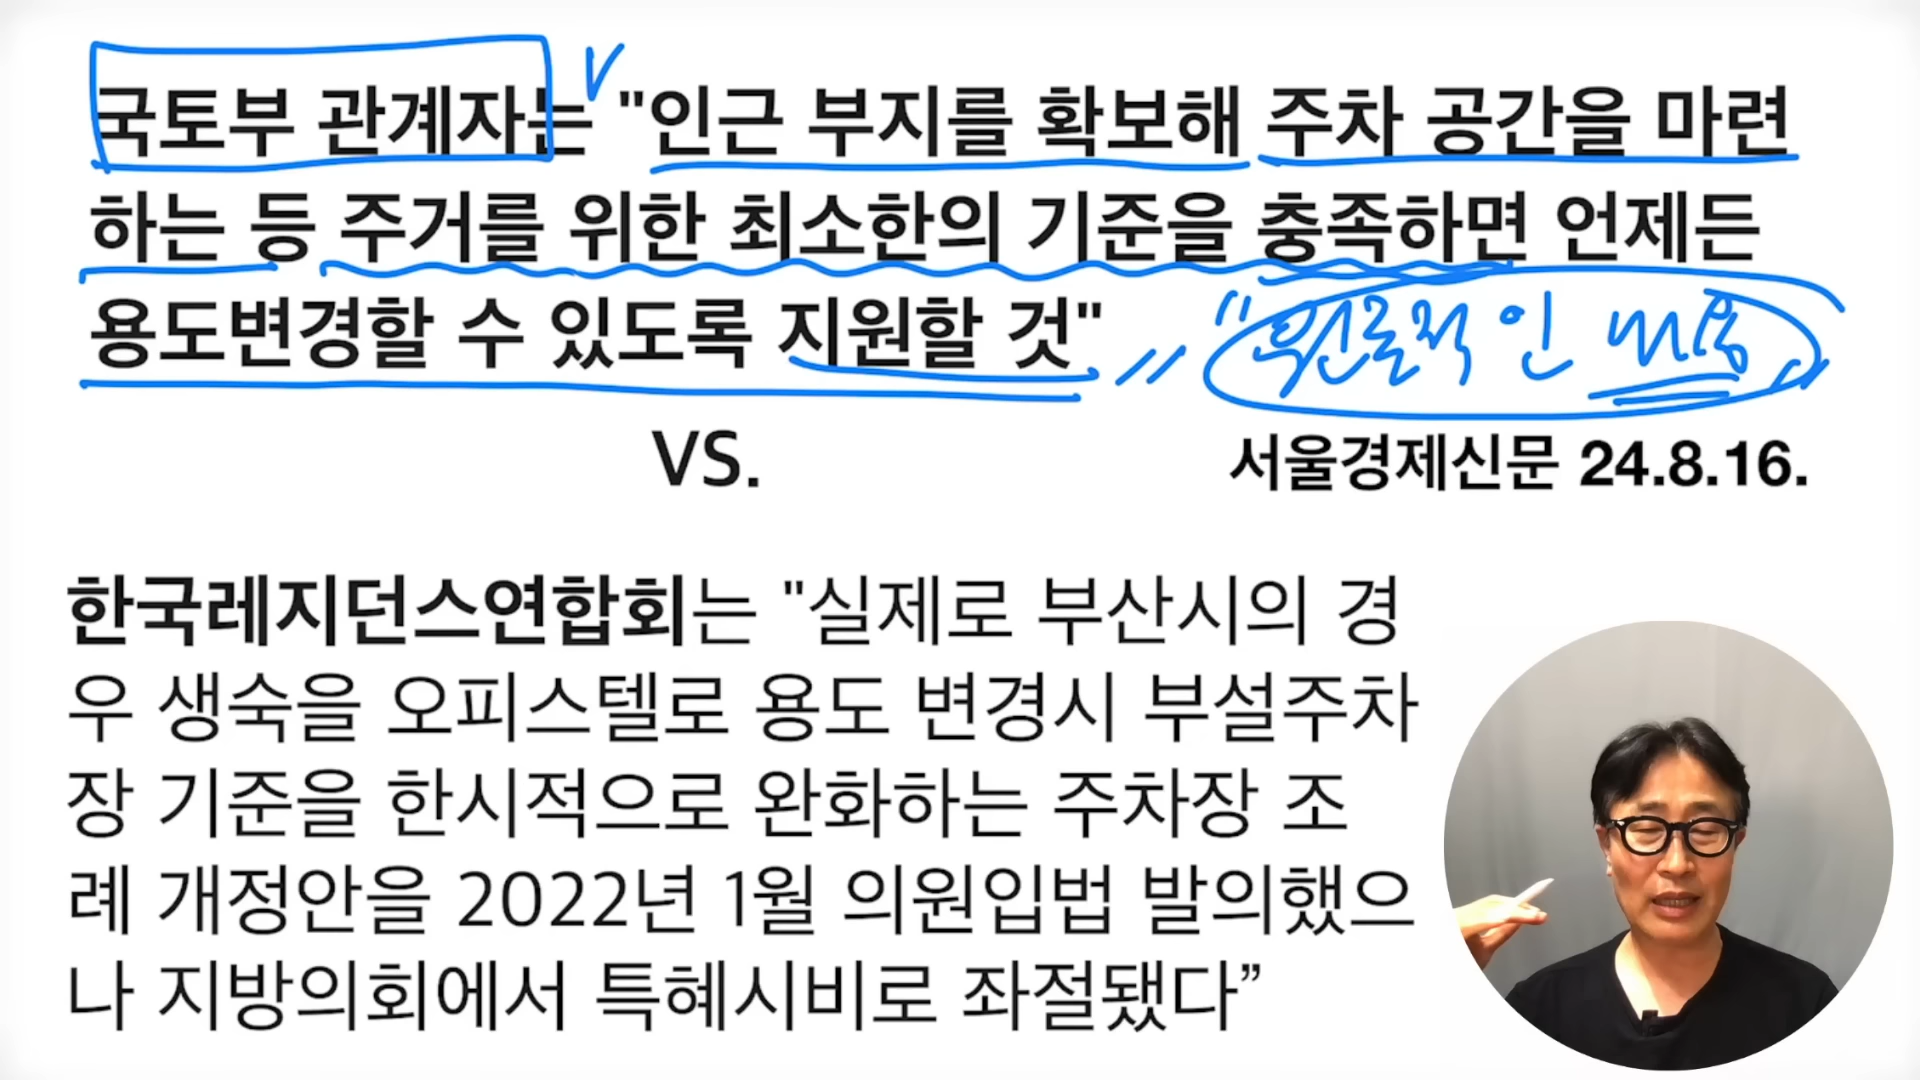 국토부 관계자는 "인근 부지를 확보해 주차 공간을 마련
하는 등 주거를 위한 최소한의 기준을 충족하면 언제든
용도변경할 수 있도록 지원할 것"
"원론적인 내용"
VS.
서울경제신문 24.8.16.
한국레지던스연합회는 "실제로 부산시의 경
우 생숙을 오피스텔로 용도 변경시 부설주차
장 기준을 한시적으로 완화하는 주차장 조
례 개정안을 2022년 1월 의원입법 발의했으
나 지방의회에서 특혜시비로 좌절됐다”